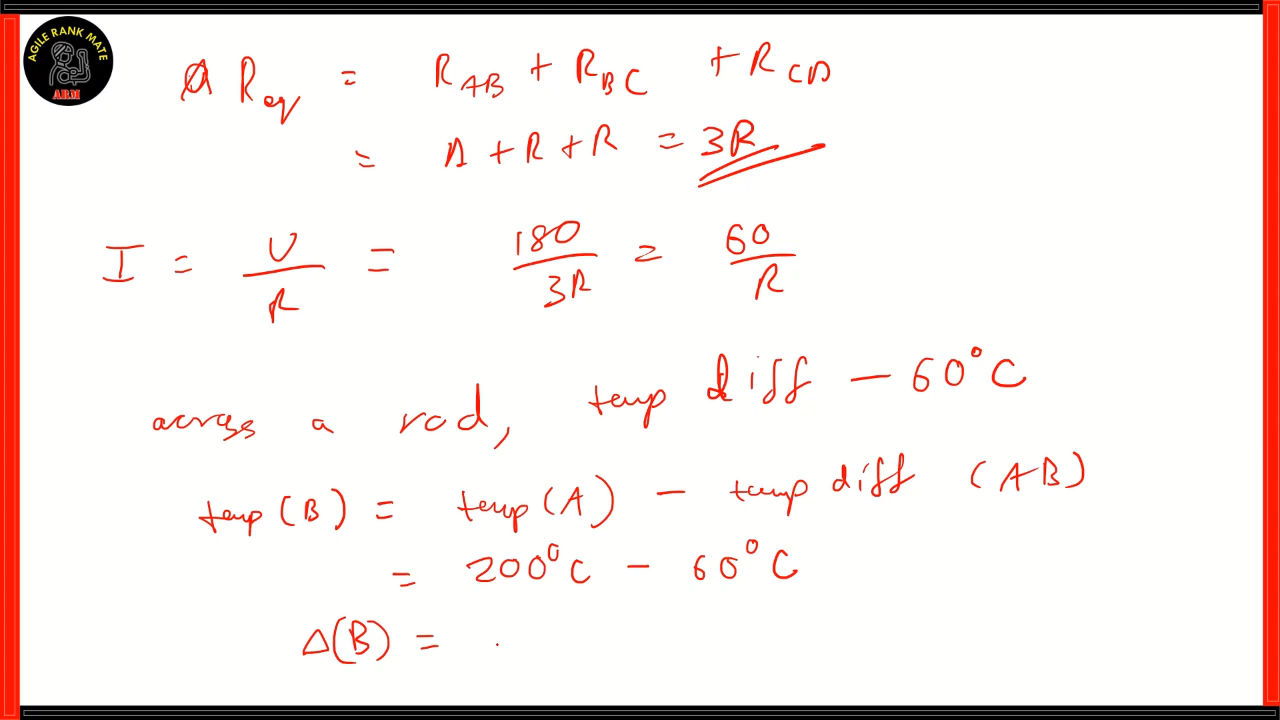 AGILE RANK MATE
ARM
R_eq = R_AB + R_BC + R_CD
= R + R + R = 3R
I = V/R = 180/3R = 60/R
across a rod, temp diff - 60°C
temp (B) = temp (A) - temp diff (AB)
= 200°C - 60°C
Δ(B) =